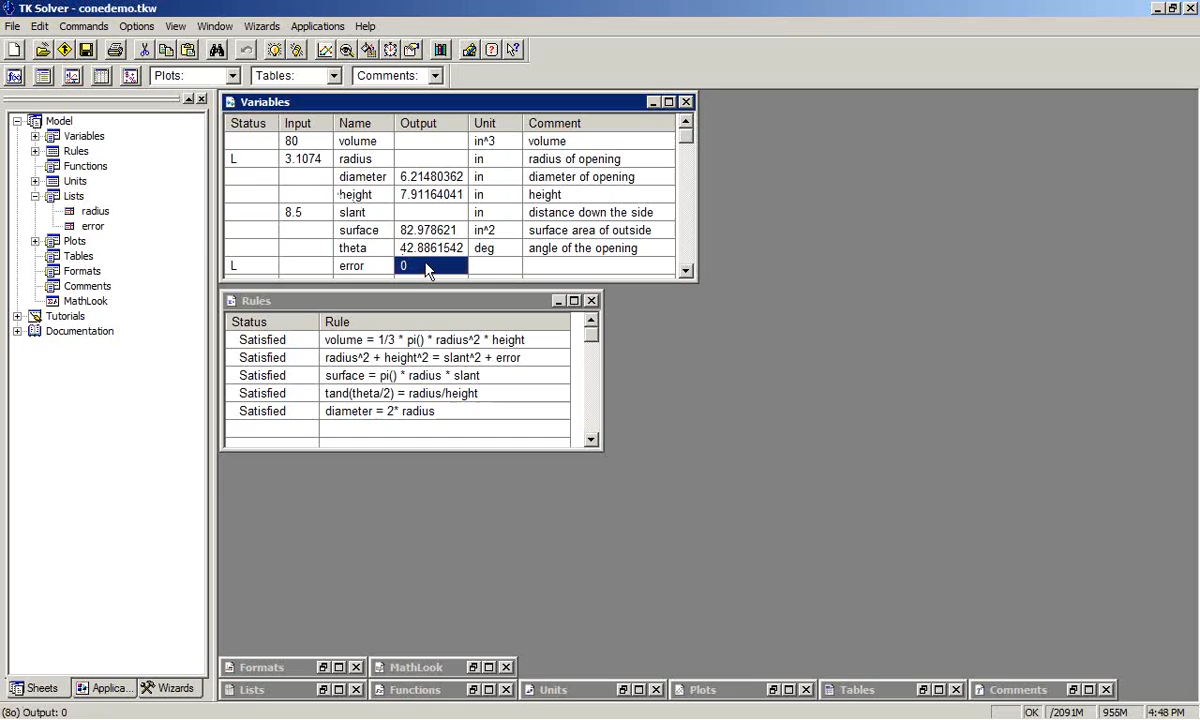 TK Solver - conedemo.tkw
File Edit Commands Options View Window Wizards Applications Help
Plots: Tables: Comments:
Model
Variables
Rules
Functions
Units
Lists
radius
error
Plots
Tables
Formats
Comments
MathLook
Tutorials
Documentation
Sheets Applica... Wizards
Variables
Status Input Name Output Unit Comment
80 volume in^3 volume
L 3.1074 radius in radius of opening
diameter 6.21480362 in diameter of opening
height 7.91164041 in height
8.5 slant in distance down the side
surface 82.978621 in^2 surface area of outside
theta 42.8861542 deg angle of the opening
L error 0
Rules
Status Rule
Satisfied volume = 1/3 * pi() * radius^2 * height
Satisfied radius^2 + height^2 = slant^2 + error
Satisfied surface = pi() * radius * slant
Satisfied tand(theta/2) = radius/height
Satisfied diameter = 2* radius
Formats MathLook
Lists Functions Units Plots Tables Comments
(8o) Output: 0 OK /2091M 955M 4:48 PM